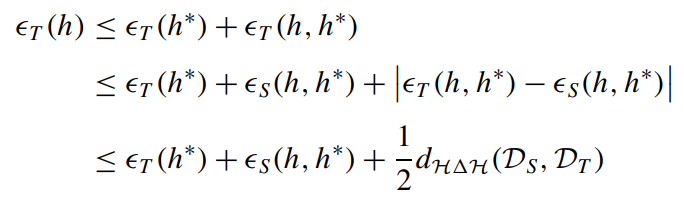 ϵ_T(h) ≤ ϵ_T(h*) + ϵ_T(h, h*)
≤ ϵ_T(h*) + ϵ_S(h, h*) + |ϵ_T(h, h*) − ϵ_S(h, h*)|
≤ ϵ_T(h*) + ϵ_S(h, h*) + 1/2 d_{ℋΔℋ}(𝒟_S, 𝒟_T)